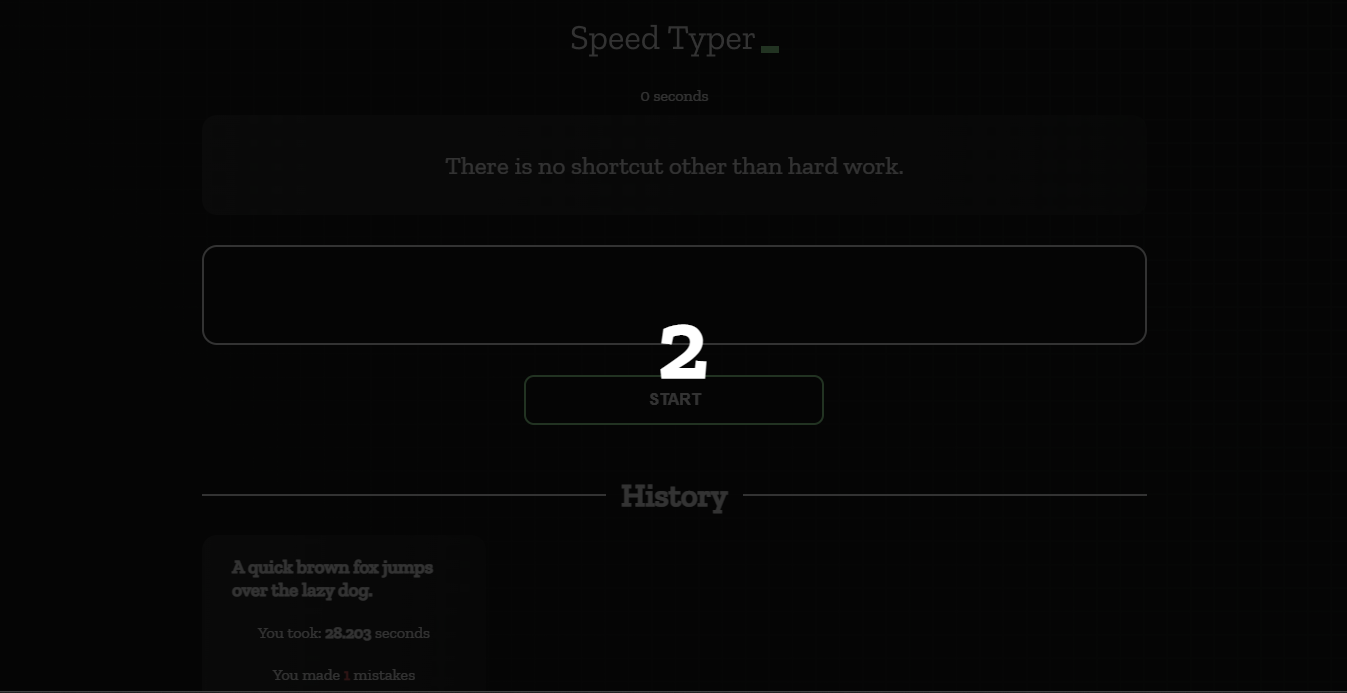 Speed Typer
0 seconds
There is no shortcut other than hard work.
2
START
History
A quick brown fox jumps
over the lazy dog.
You took: 28.203 seconds
You made 1 mistakes